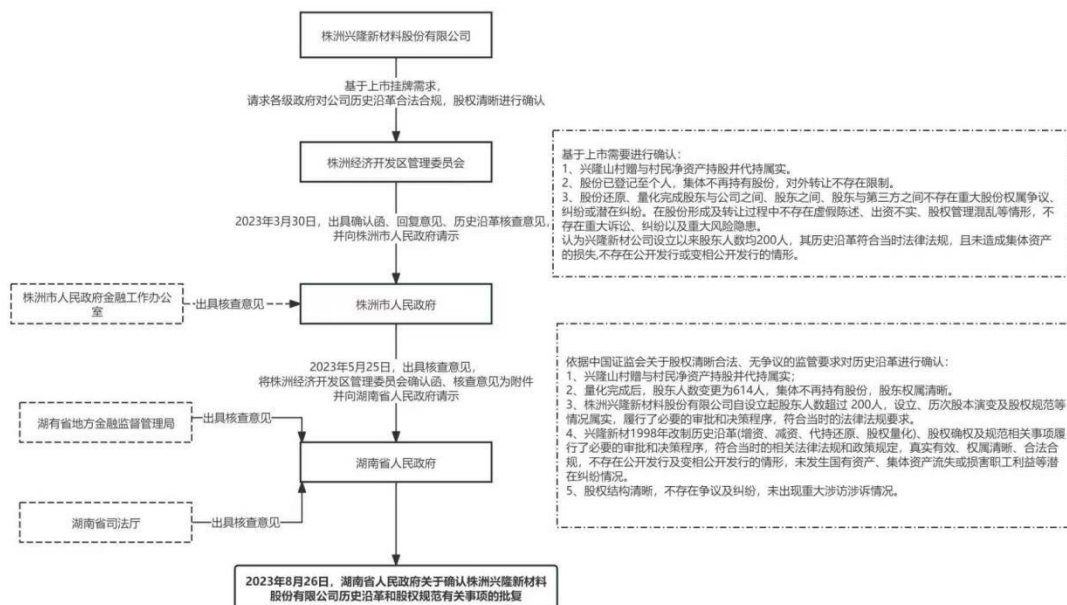 株洲兴隆新材料股份有限公司
基于上市挂牌需求，
请求各级政府对公司历史沿革合法合规，股权清晰进行确认
株洲经济开发区管理委员会
2023年3月30日，出具确认函、回复意见、历史沿革核查意见，
并向株洲市人民政府请示
基于上市需要进行确认：
1、兴隆山村赠与村民净资产持股并代持属实。
2、股份已登记至个人，集体不再持有股份，对外转让不存在限制。
3、股份还原、量化完成股东与公司之间、股东之间、股东与第三方之间不存在重大股份权属争议、
纠纷或潜在纠纷。在股份形成及转让过程中不存在虚假陈述、出资不实、股权管理混乱等情形，不
存在重大诉讼、纠纷以及重大风险隐患。
认为兴隆新材公司设立以来股东人数均200人，其历史沿革符合当时法律法规，且未造成集体资产
的损失,不存在公开发行或变相公开发行的情形。
株洲市人民政府金融工作办公
室
出具核查意见
株洲市人民政府
2023年5月25日，出具核查意见，
将株洲经济开发区管理委员会确认函、核查意见为附件
并向湖南省人民政府请示
依据中国证监会关于股权清晰合法、无争议的监管要求对历史沿革进行确认：
1、兴隆山村赠与村民净资产持股并代持属实；
2、量化完成后，股东人数变更为614人，集体不再持有股份，股东权属清晰。
3、株洲兴隆新材料股份有限公司自设立起股东人数超过 200人，设立、历次股本演变及股权规范等
情况属实，履行了必要的审批和决策程序，符合当时的法律法规要求。
4、兴隆新材1998年改制历史沿革(增资、减资、代持还原、股权量化)、股权确权及规范相关事项履
行了必要的审批和决策程序，符合当时的相关法律法规和政策规定，真实有效、权属清晰、合法合
规，不存在公开发行及变相公开发行的情形，未发生国有资产、集体资产流失或损害职工利益等潜
在纠纷情况。
5、股权结构清晰，不存在争议及纠纷，未出现重大涉访涉诉情况。
湖有省地方金融监督管理局
出具核查意见
湖南省人民政府
湖南省司法厅
出具核查意见
2023年8月26日，湖南省人民政府关于确认株洲兴隆新材料
股份有限公司历史沿革和股权规范有关事项的批复